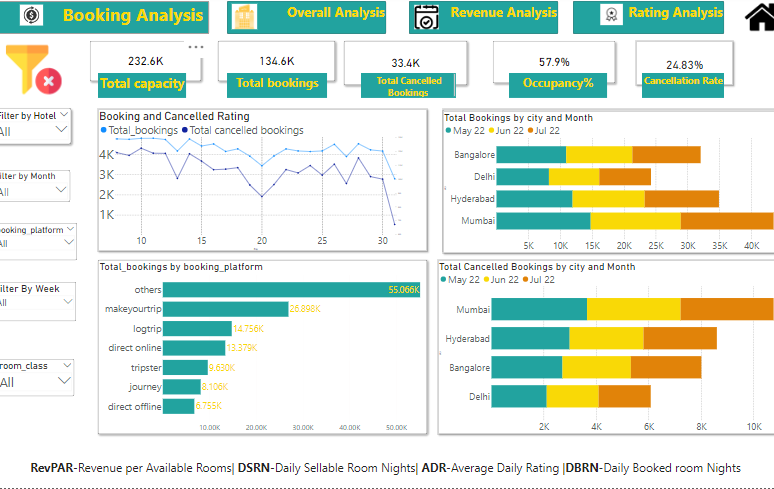 Booking Analysis
Overall Analysis
Revenue Analysis
Rating Analysis
232.6K
Total capacity
134.6K
Total bookings
33.4K
Total Cancelled
Bookings
57.9%
Occupancy%
24.83%
Cancellation Rate
Filter by Hotel
All
ilter by Month
All
ooking_platform
All
ilter By Week
All
room_class
All
Booking and Cancelled Rating
Total_bookings Total cancelled bookings
4K
3K
2K
1K
10 15 20 25 30
Total Bookings by city and Month
May 22 Jun 22 Jul 22
Bangalore
Delhi
Hyderabad
Mumbai
5K 10K 15K 20K 25K 30K 35K 40K
Total_bookings by booking_platform
others 55.066K
makeyourtrip 26.898K
logtrip 14.756K
direct online 13.379K
tripster 9.630K
journey 8.106K
direct offline 6.755K
10.00K 20.00K 30.00K 40.00K 50.00K
Total Cancelled Bookings by city and Month
May 22 Jun 22 Jul 22
Mumbai
Hyderabad
Bangalore
Delhi
2K 4K 6K 8K 10K
RevPAR-Revenue per Available Rooms| DSRN-Daily Sellable Room Nights| ADR-Average Daily Rating |DBRN-Daily Booked room Nights